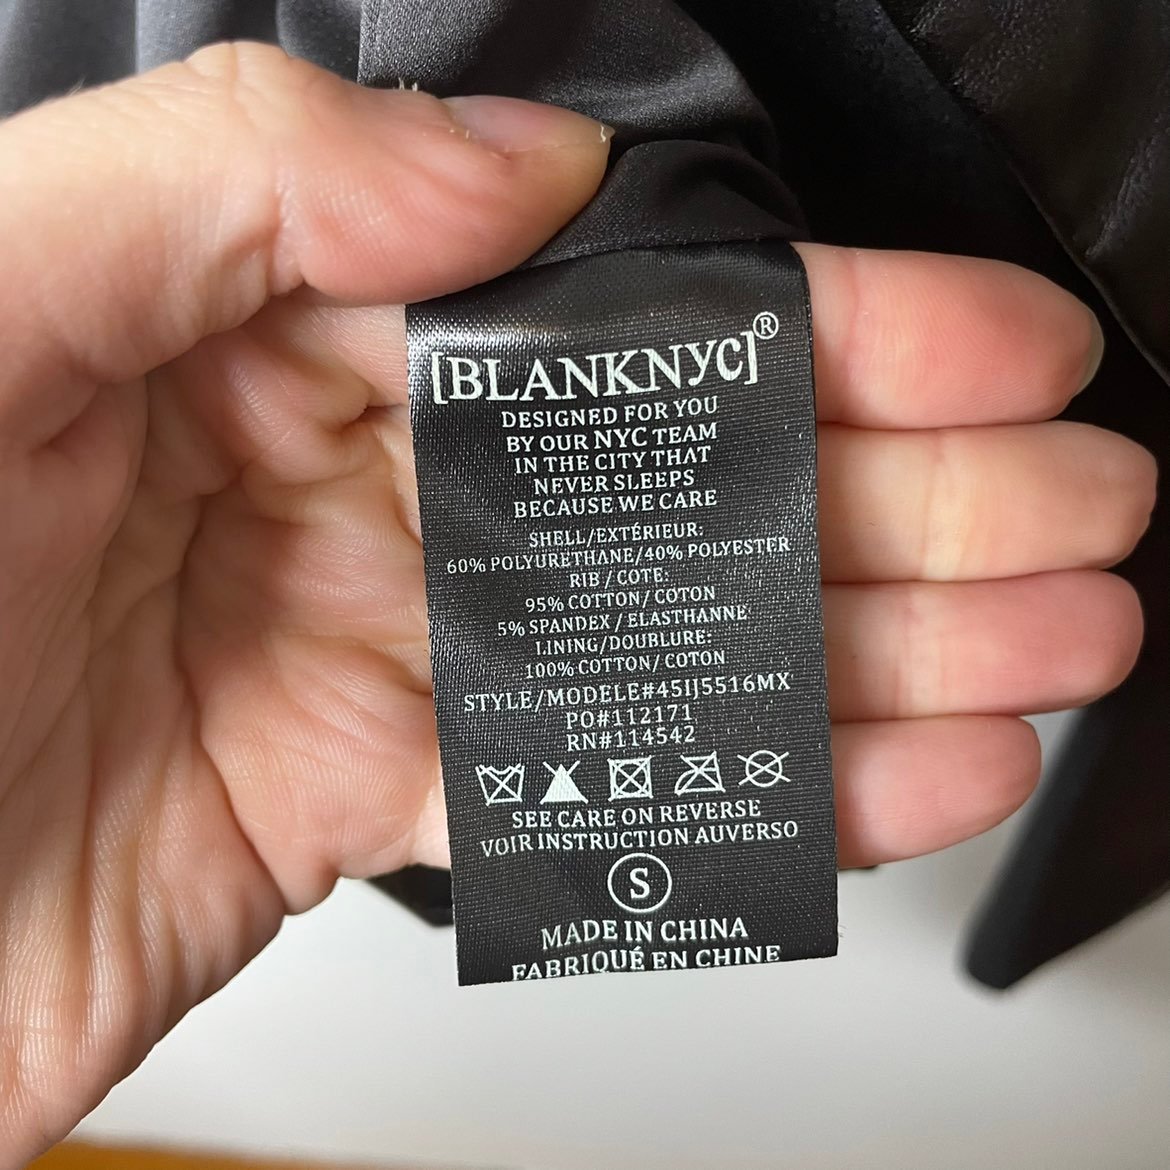 [BLANKNYC]®
DESIGNED FOR YOU
BY OUR NYC TEAM
IN THE CITY THAT
NEVER SLEEPS
BECAUSE WE CARE
SHELL/EXTÉRIEUR:
60% POLYURETHANE/40% POLYESTER
RIB / COTE:
95% COTTON/ COTON
5% SPANDEX / ELASTHANNE
LINING/DOUBLURE:
100% COTTON/ COTON
STYLE/MODELE#45IJ5516MX
PO#112171
RN#114542
SEE CARE ON REVERSE
VOIR INSTRUCTION AUVERSO
S
MADE IN CHINA
FABRIQUÉ EN CHINE